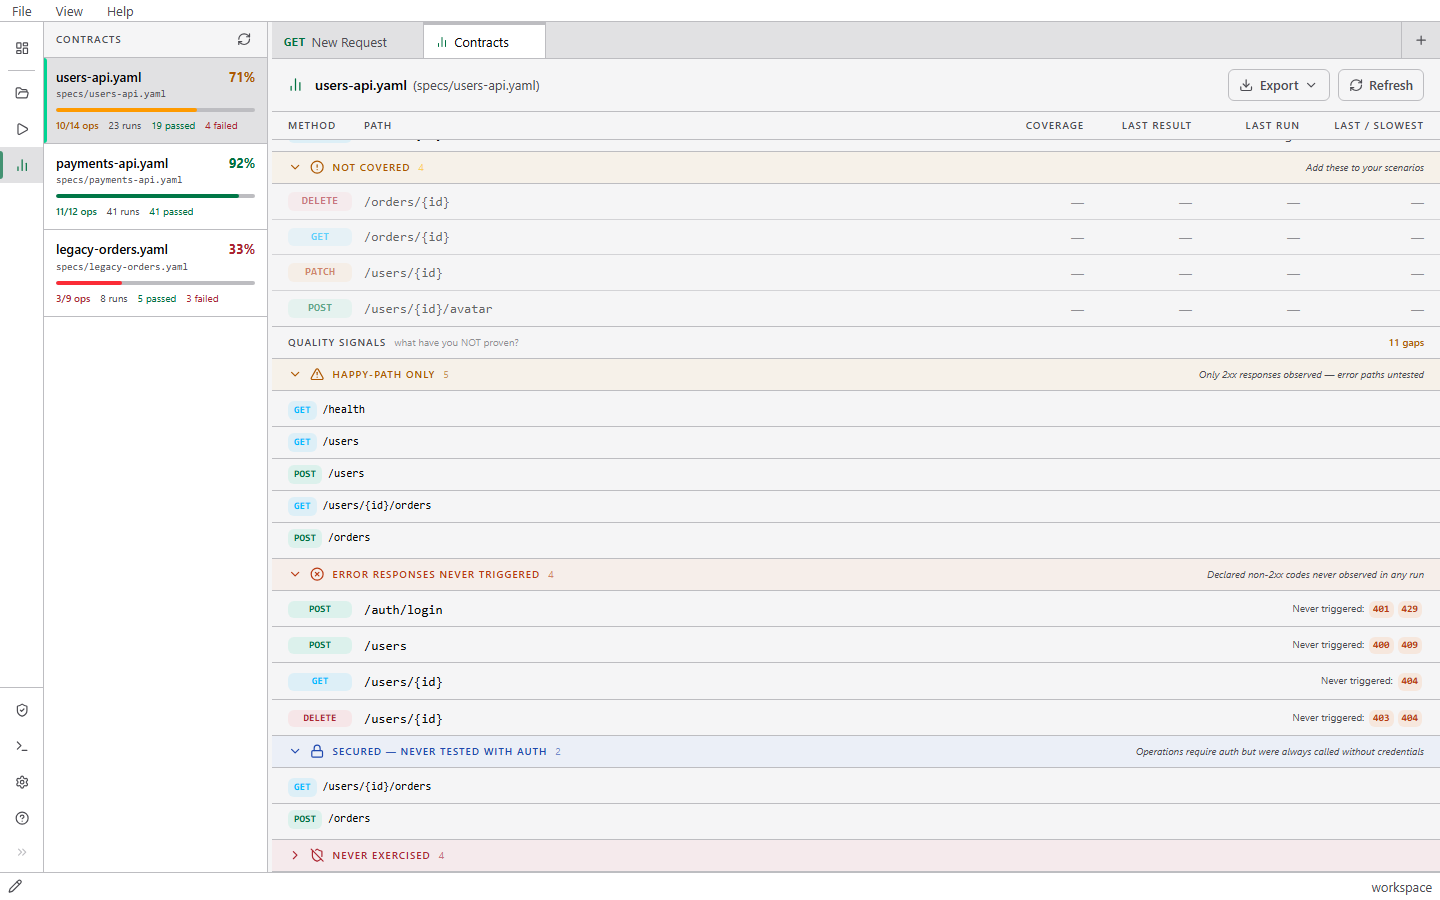 File View Help
CONTRACTS
users-api.yaml 71%
specs/users-api.yaml
10/14 ops 23 runs 19 passed 4 failed
payments-api.yaml 92%
specs/payments-api.yaml
11/12 ops 41 runs 41 passed
legacy-orders.yaml 33%
specs/legacy-orders.yaml
3/9 ops 8 runs 5 passed 3 failed
GET New Request
Contracts
users-api.yaml (specs/users-api.yaml)
Export
Refresh
METHOD PATH COVERAGE LAST RESULT LAST RUN LAST / SLOWEST
NOT COVERED 4 Add these to your scenarios
DELETE /orders/{id} — — — —
GET /orders/{id} — — — —
PATCH /users/{id} — — — —
POST /users/{id}/avatar — — — —
QUALITY SIGNALS what have you NOT proven? 11 gaps
HAPPY-PATH ONLY 5 Only 2xx responses observed — error paths untested
GET /health
GET /users
POST /users
GET /users/{id}/orders
POST /orders
ERROR RESPONSES NEVER TRIGGERED 4 Declared non-2xx codes never observed in any run
POST /auth/login Never triggered: 401 429
POST /users Never triggered: 400 409
GET /users/{id} Never triggered: 404
DELETE /users/{id} Never triggered: 403 404
SECURED — NEVER TESTED WITH AUTH 2 Operations require auth but were always called without credentials
GET /users/{id}/orders
POST /orders
NEVER EXERCISED 4
workspace